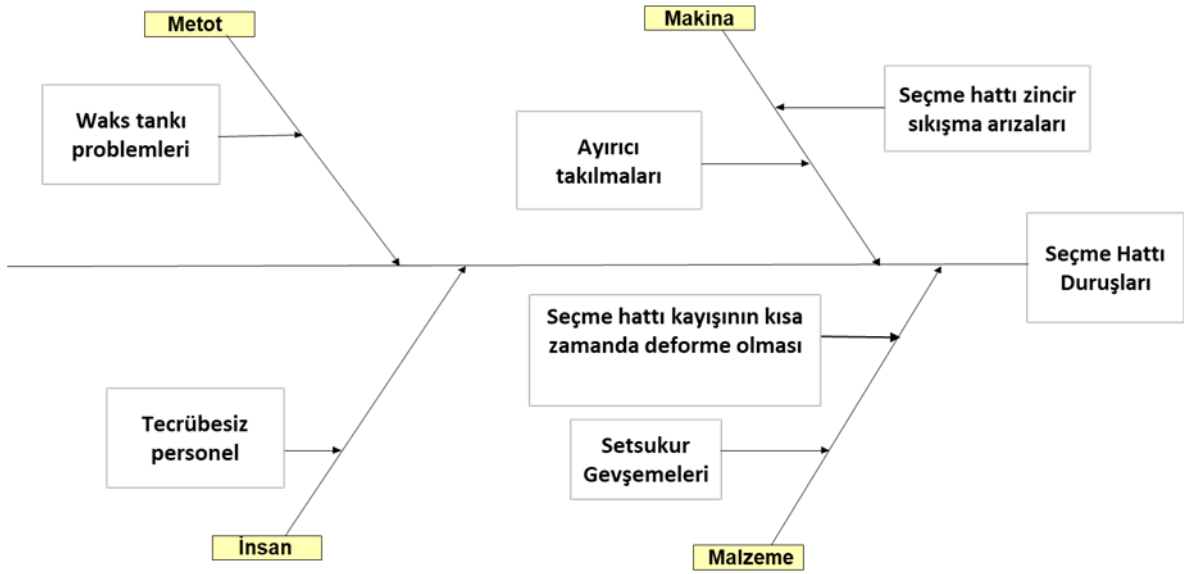 Metot
Makina
Waks tankı
problemleri
Ayırıcı
takılmaları
Seçme hattı zincir
sıkışma arızaları
Seçme Hattı
Duruşları
Seçme hattı kayışının kısa
zamanda deforme olması
Tecrübesiz
personel
Setsukur
Gevşemeleri
İnsan
Malzeme